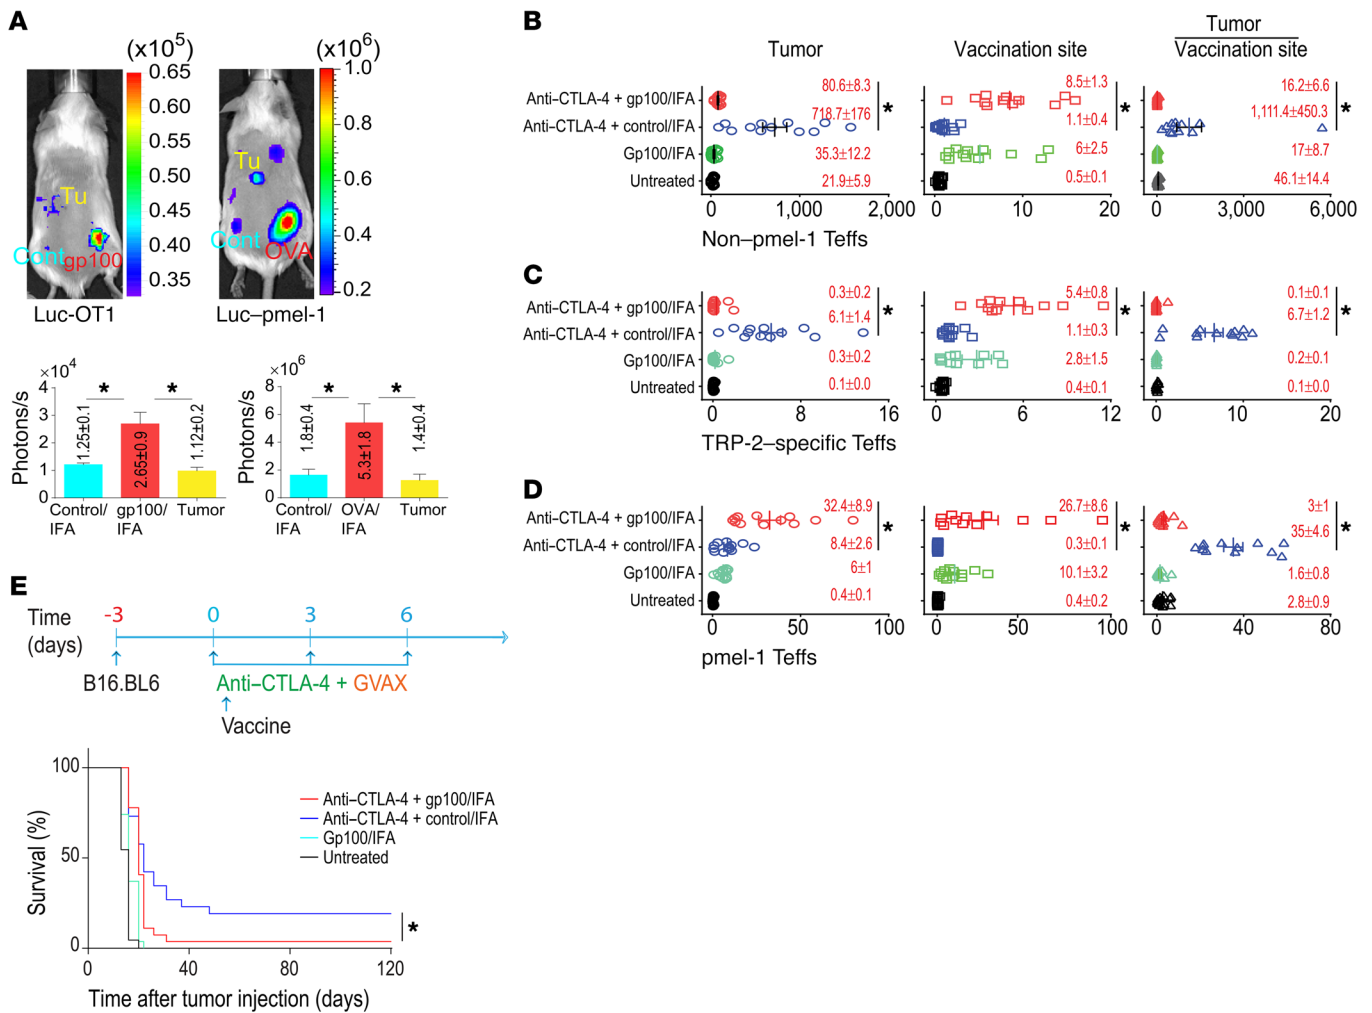 A
(x10⁵)
0.65
0.60
0.55
0.50
0.45
0.40
0.35
Tu
Cont
gp100
Luc-OT1
(x10⁶)
1.0
0.8
0.6
0.4
0.2
Tu
Cont
OVA
Luc–pmel-1
×10⁴
Photons/s
4
3
2
1
0
* *
1.25±0.1
2.65±0.9
1.12±0.2
Control/ gp100/ Tumor
IFA IFA
×10⁶
Photons/s
8
6
4
2
0
* *
1.8±0.4
5.3±1.8
1.4±0.4
Control/ OVA/ Tumor
IFA IFA
B
Tumor
Vaccination site
Tumor
Vaccination site
Anti–CTLA-4 + gp100/IFA
Anti–CTLA-4 + control/IFA
Gp100/IFA
Untreated
80.6±8.3
718.7±176
35.3±12.2
21.9±5.9
*
0 1,000 2,000
8.5±1.3
1.1±0.4
6±2.5
0.5±0.1
*
0 10 20
16.2±6.6
1,111.4±450.3
17±8.7
46.1±14.4
*
0 3,000 6,000
Non–pmel-1 Teffs
C
Anti–CTLA-4 + gp100/IFA
Anti–CTLA-4 + control/IFA
Gp100/IFA
Untreated
0.3±0.2
6.1±1.4
0.3±0.2
0.1±0.0
*
0 8 16
5.4±0.8
1.1±0.3
2.8±1.5
0.4±0.1
*
0 6 12
0.1±0.1
6.7±1.2
0.2±0.1
0.1±0.0
*
0 10 20
TRP-2–specific Teffs
D
Anti–CTLA-4 + gp100/IFA
Anti–CTLA-4 + control/IFA
Gp100/IFA
Untreated
32.4±8.9
8.4±2.6
6±1
0.4±0.1
*
0 50 100
26.7±8.6
0.3±0.1
10.1±3.2
0.4±0.2
*
0 50 100
3±1
35±4.6
1.6±0.8
2.8±0.9
*
0 40 80
pmel-1 Teffs
E
Time
(days)
-3 0 3 6
B16.BL6
Anti–CTLA-4 + GVAX
Vaccine
Survival (%)
100
50
0
Anti–CTLA-4 + gp100/IFA
Anti–CTLA-4 + control/IFA
Gp100/IFA
Untreated
*
0 40 80 120
Time after tumor injection (days)